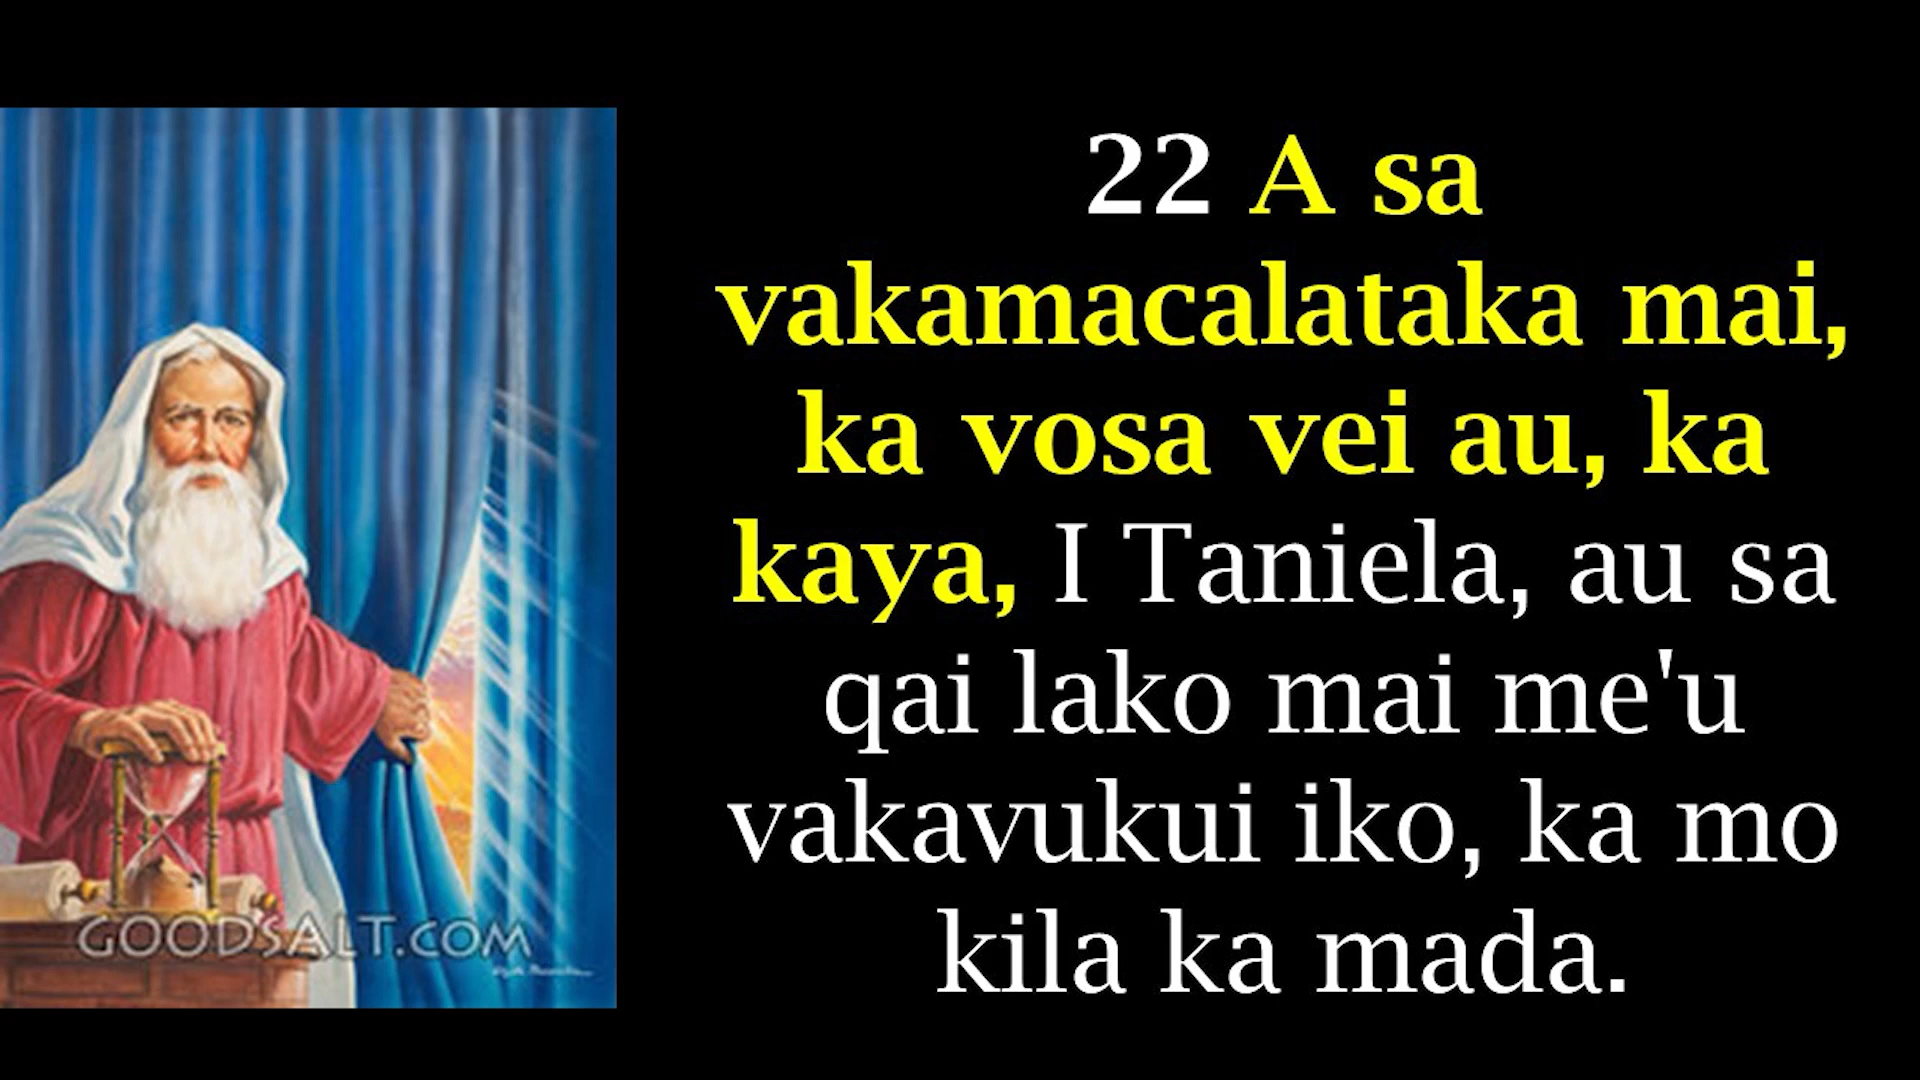 22 A sa
vakamacalataka mai,
ka vosa vei au, ka
kaya, I Taniela, au sa
qai lako mai me'u
vakavukui iko, ka mo
kila ka mada.
GOODSALT.COM